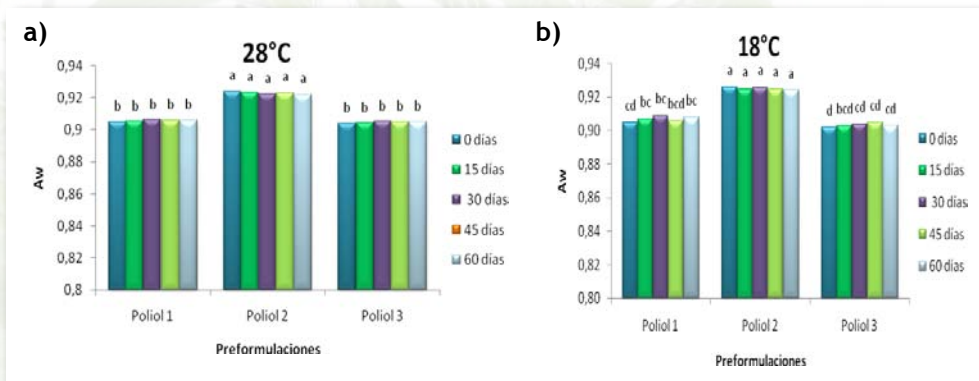 a)
28°C
0,94
0,92
0,9
0,88
0,86
0,84
0,82
0,8
Aw
b b b b b
a a a a a
b b b b b
Poliol 1
Poliol 2
Poliol 3
Preformulaciones
0 días
15 días
30 días
45 días
60 días
b)
18°C
0,94
0,92
0,90
0,88
0,86
0,84
0,82
0,80
Aw
cd bc bc bcd bc
a a a a a
d bcd cd cd cd
Poliol 1
Poliol 2
Poliol 3
Preformulaciones
0 días
15 días
30 días
45 días
60 días